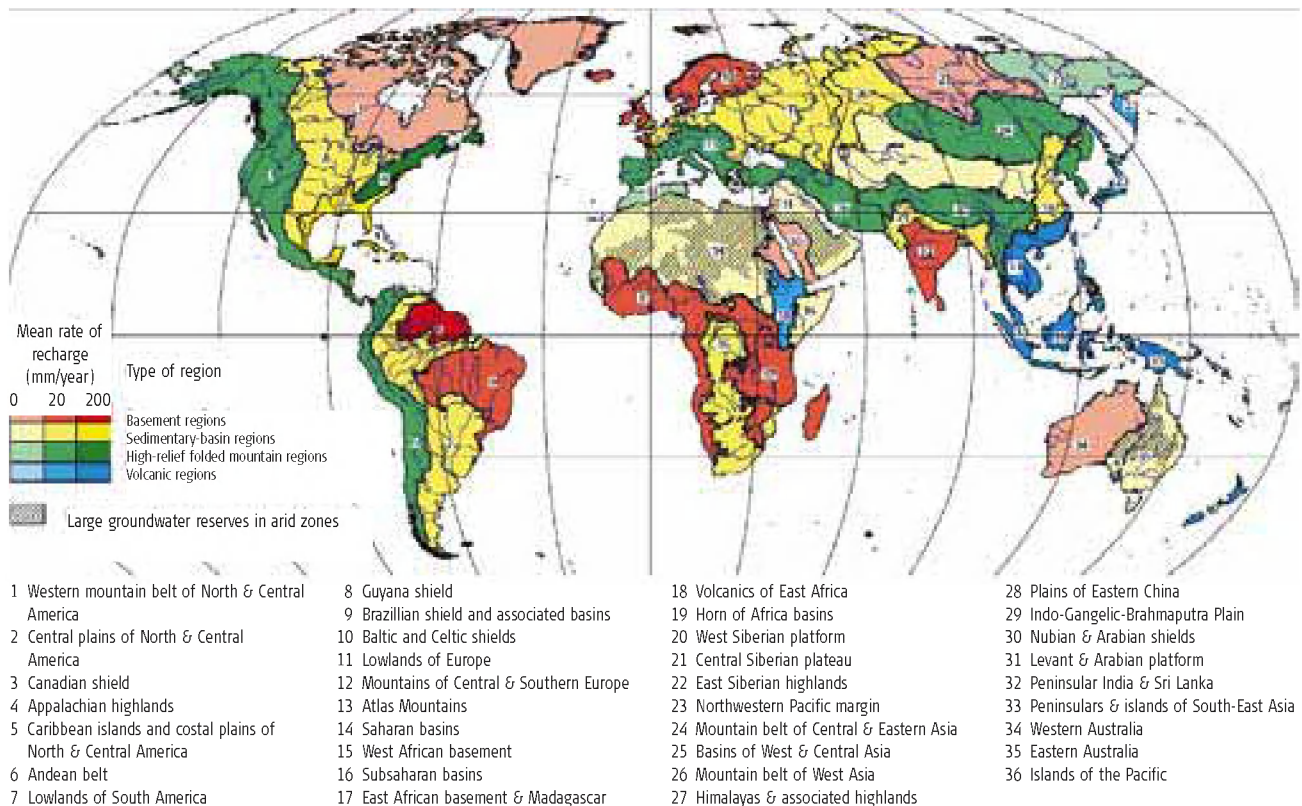 Mean rate of
recharge
(mm/year)
0 20 200
Type of region
Basement regions
Sedimentary-basin regions
High-relief folded mountain regions
Volcanic regions
Large groundwater reserves in arid zones
1 Western mountain belt of North & Central
America
2 Central plains of North & Central
America
3 Canadian shield
4 Appalachian highlands
5 Caribbean islands and costal plains of
North & Central America
6 Andean belt
7 Lowlands of South America
8 Guyana shield
9 Brazillian shield and associated basins
10 Baltic and Celtic shields
11 Lowlands of Europe
12 Mountains of Central & Southern Europe
13 Atlas Mountains
14 Saharan basins
15 West African basement
16 Subsaharan basins
17 East African basement & Madagascar
18 Volcanics of East Africa
19 Horn of Africa basins
20 West Siberian platform
21 Central Siberian plateau
22 East Siberian highlands
23 Northwestern Pacific margin
24 Mountain belt of Central & Eastern Asia
25 Basins of West & Central Asia
26 Mountain belt of West Asia
27 Himalayas & associated highlands
28 Plains of Eastern China
29 Indo-Gangelic-Brahmaputra Plain
30 Nubian & Arabian shields
31 Levant & Arabian platform
32 Peninsular India & Sri Lanka
33 Peninsulars & islands of South-East Asia
34 Western Australia
35 Eastern Australia
36 Islands of the Pacific